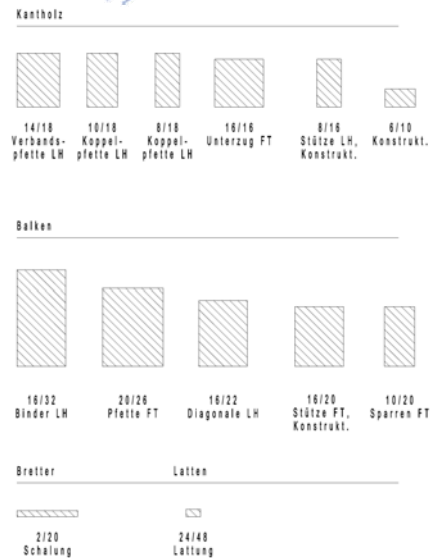 Kantholz
14/18 10/18 8/18 16/16 8/16 6/10
Verbands- Koppel- Koppel- Unterzug FT Stütze LH, Konstrukt.
pfette LH pfette LH pfette LH Konstrukt.
Balken
16/32 20/26 16/22 16/20 10/20
Binder LH Pfette FT Diagonale LH Stütze FT, Sparren FT
Konstrukt.
Bretter Latten
2/20 24/48
Schalung Lattung